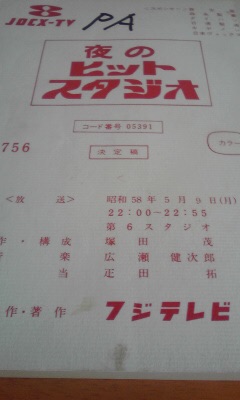 8
JOCX-TV
PA
夜の
ヒット
スタジオ
コード番号 05391
756
決定稿
カラー
<放 送> 昭和58年5月9日(月)
22:00~22:55
第6スタジオ
作・構成 塚田 茂
楽 広瀬健次郎
当 疋田 拓
作・著作 フジテレビ